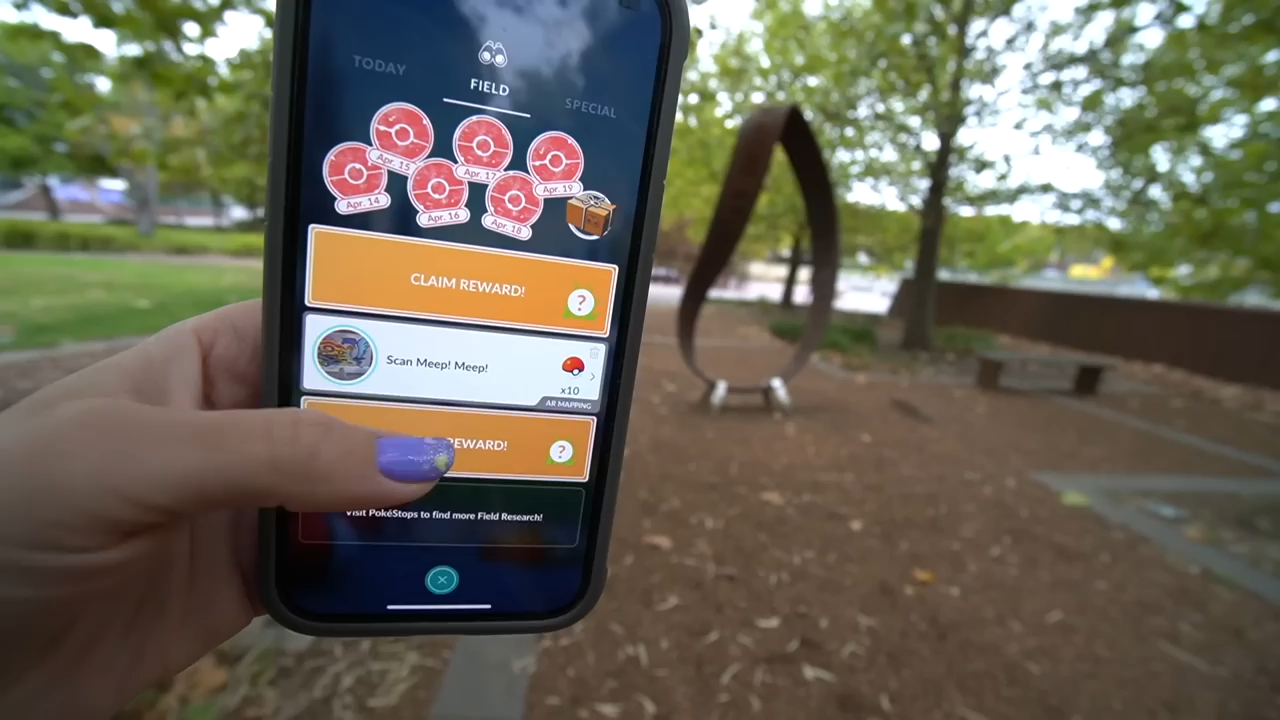 TODAY
FIELD
SPECIAL
Apr. 15
Apr. 17
Apr. 19
Apr. 14
Apr. 16
Apr. 18
CLAIM REWARD!
?
Scan Meep! Meep!
x10
AR MAPPING
REWARD!
?
Visit PokéStops to find more Field Research!